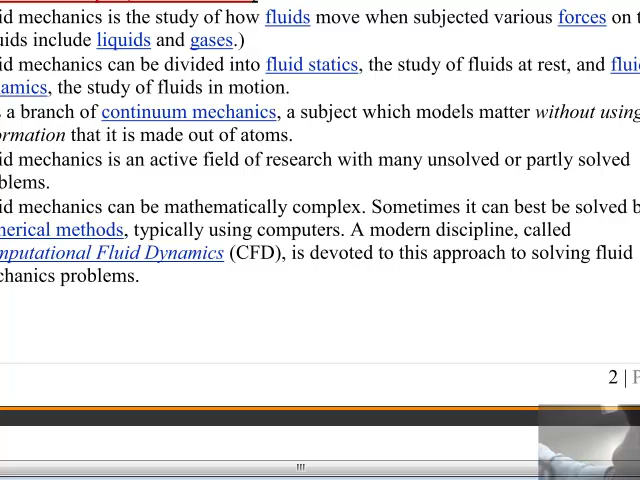 id mechanics is the study of how fluids move when subjected various forces on
uids include liquids and gases.)
id mechanics can be divided into fluid statics, the study of fluids at rest, and flui
amics, the study of fluids in motion.
a branch of continuum mechanics, a subject which models matter without using
ormation that it is made out of atoms.
id mechanics is an active field of research with many unsolved or partly solved
blems.
id mechanics can be mathematically complex. Sometimes it can best be solved b
merical methods, typically using computers. A modern discipline, called
mputational Fluid Dynamics (CFD), is devoted to this approach to solving fluid
chanics problems.
2 | P